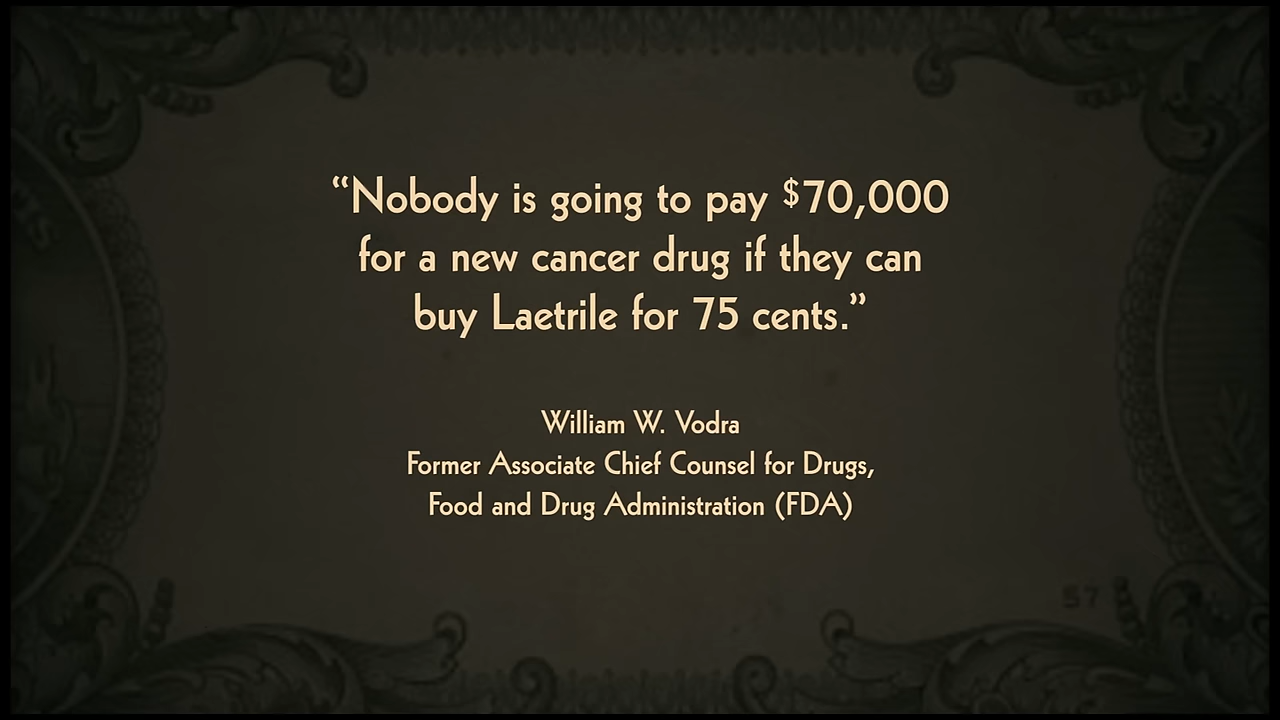 “Nobody is going to pay $70,000
for a new cancer drug if they can
buy Laetrile for 75 cents.”
William W. Vodra
Former Associate Chief Counsel for Drugs,
Food and Drug Administration (FDA)
57